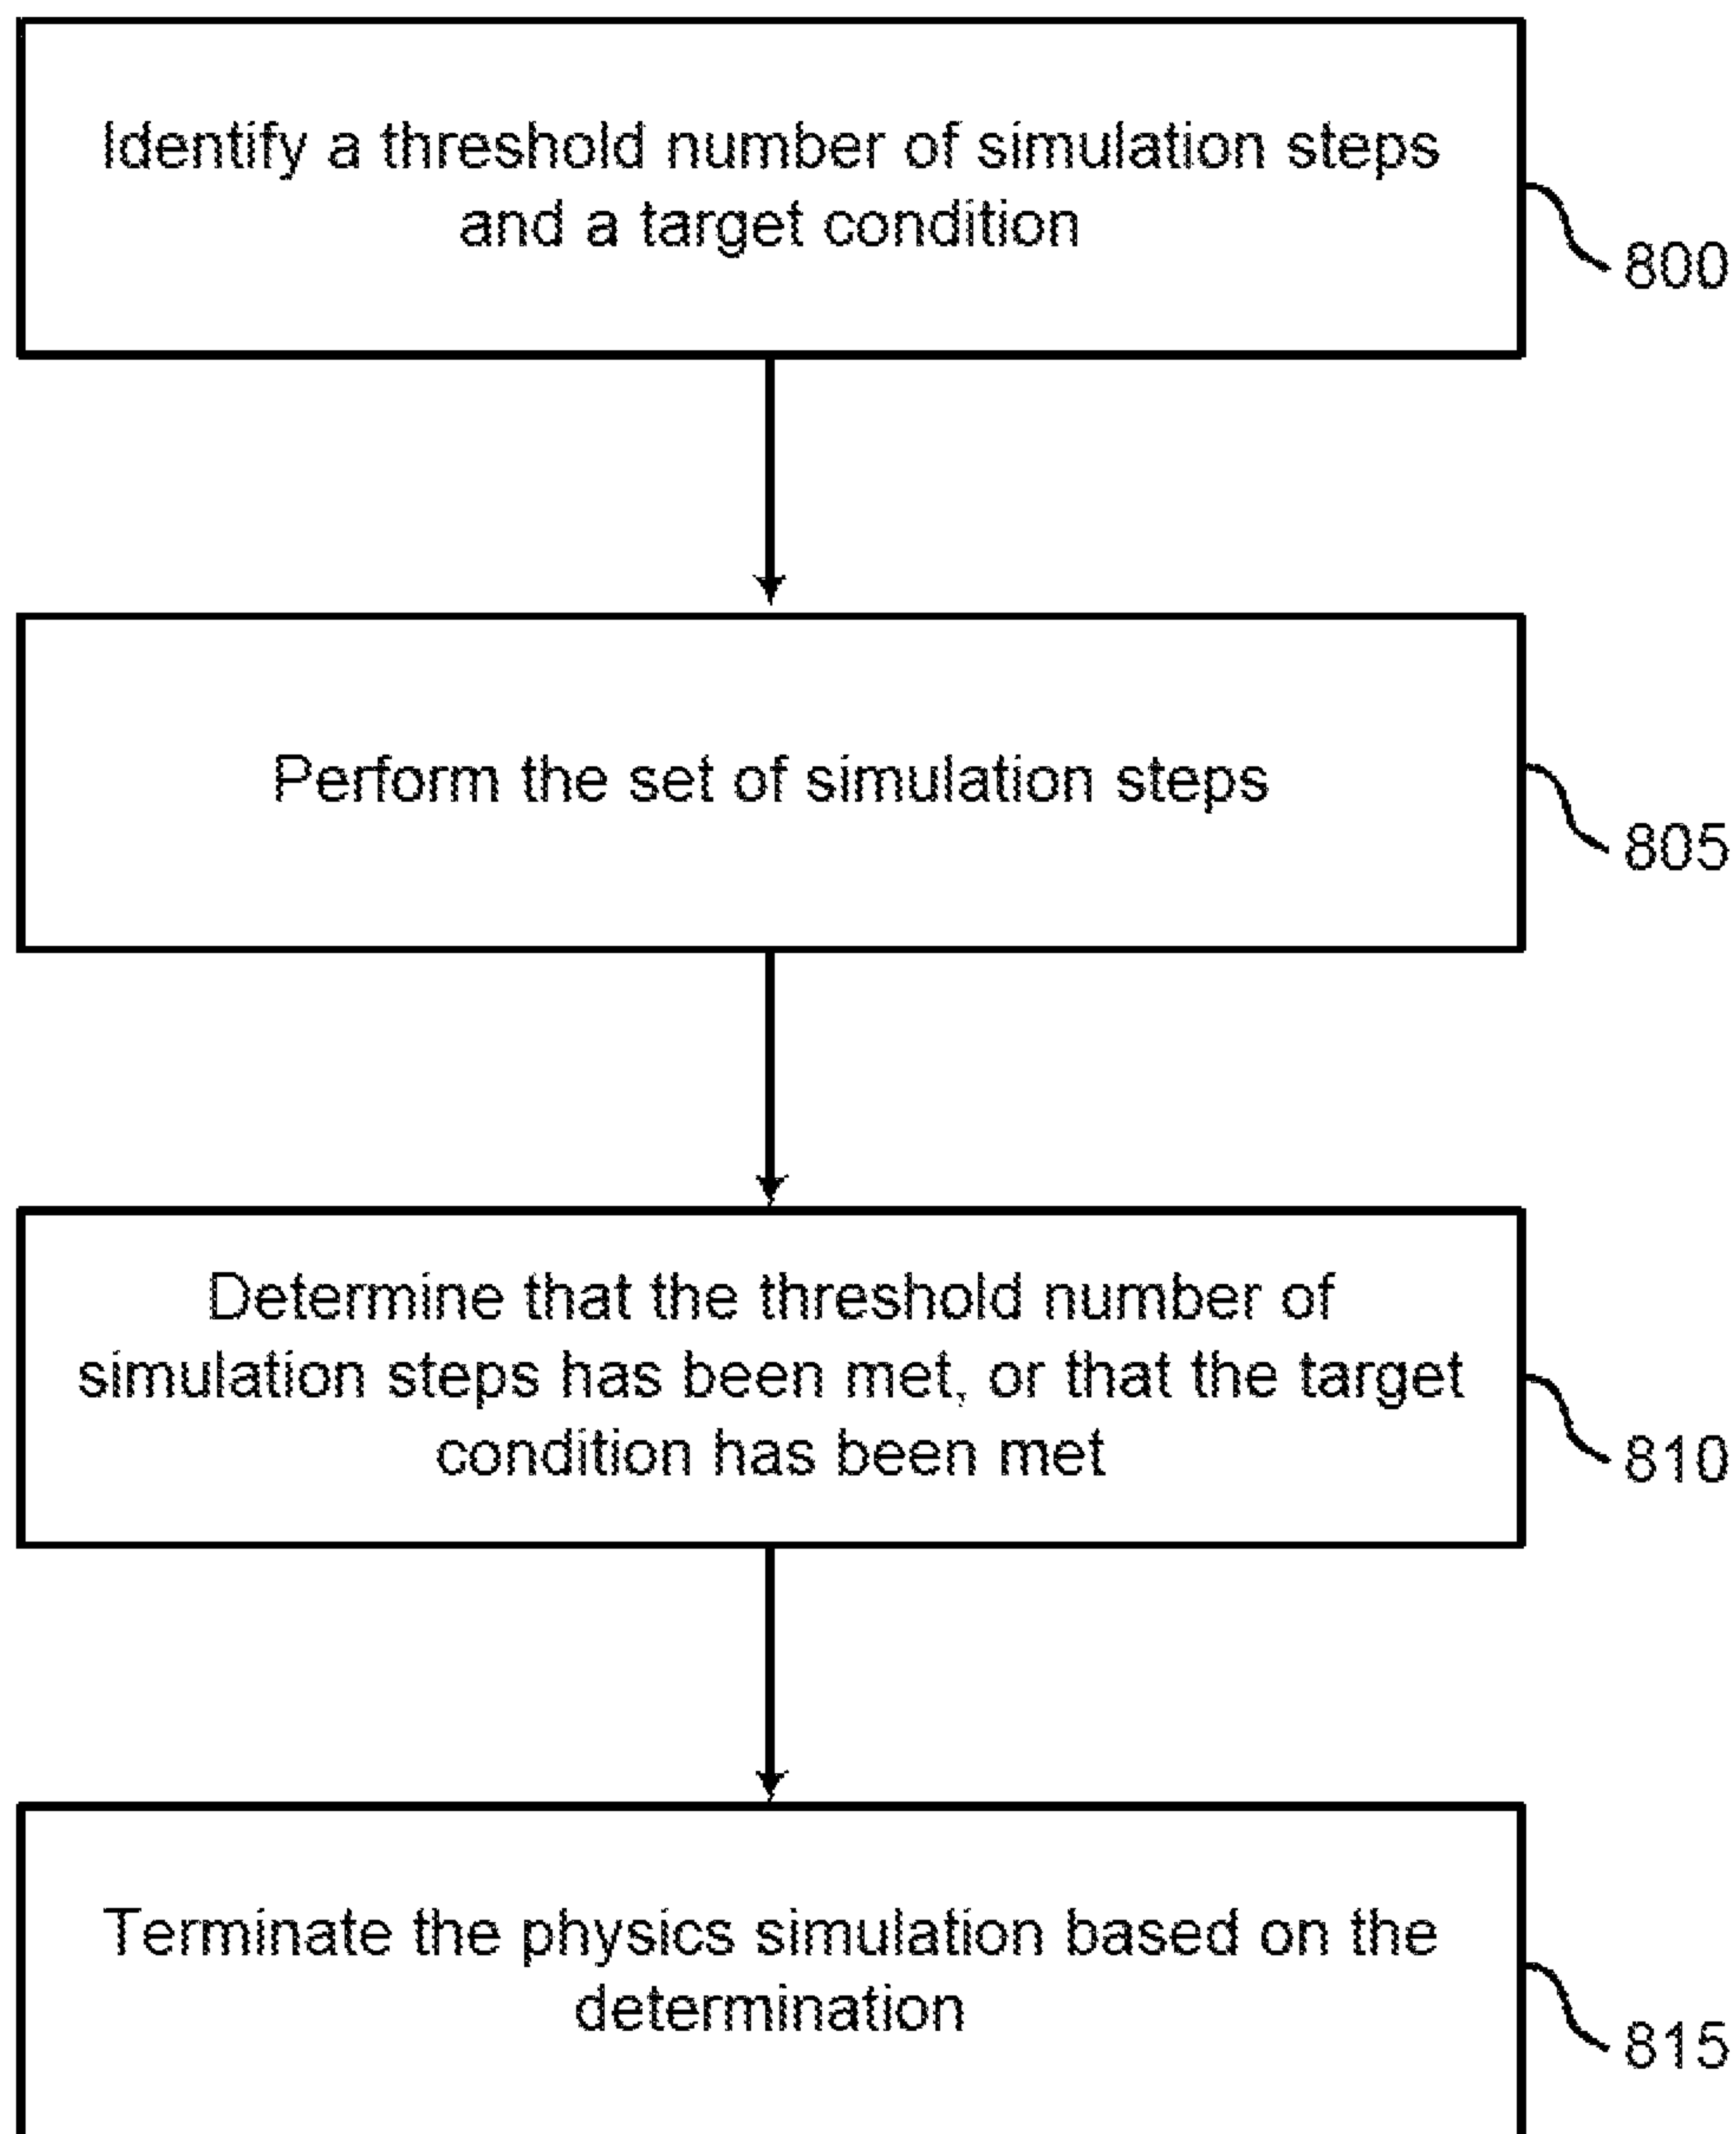 Identify a threshold number of simulation steps
and a target condition
800
Perform the set of simulation steps
805
Determine that the threshold number of
simulation steps has been met, or that the target
condition has been met
810
Terminate the physics simulation based on the
determination
815